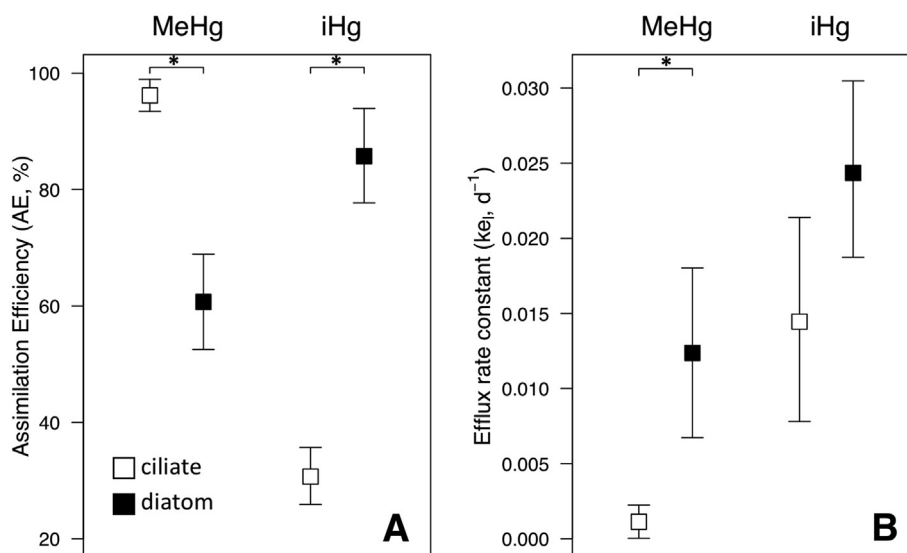 MeHg iHg
*
*
100
80
60
40
20
Assimilation Efficiency (AE, %)
ciliate
diatom
A
MeHg iHg
*
0.030
0.025
0.020
0.015
0.010
0.005
0.000
Efflux rate constant (keₗ, d⁻¹)
B